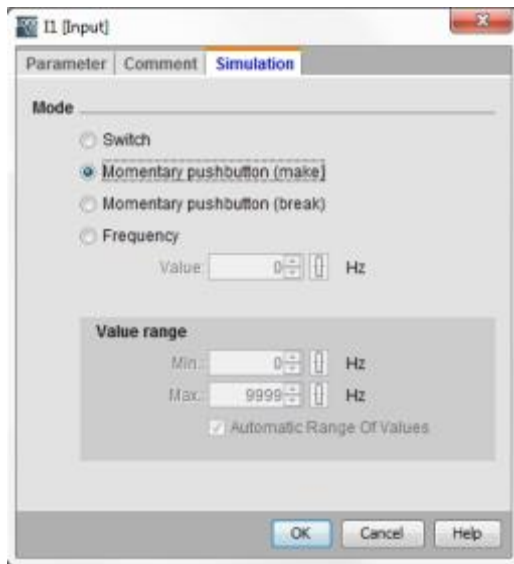 I1 [Input]
Parameter Comment Simulation
Mode
Switch
Momentary pushbutton (make)
Momentary pushbutton (break)
Frequency
Value: 0 Hz
Value range
Min.: 0 Hz
Max.: 9999 Hz
Automatic Range Of Values
OK Cancel Help